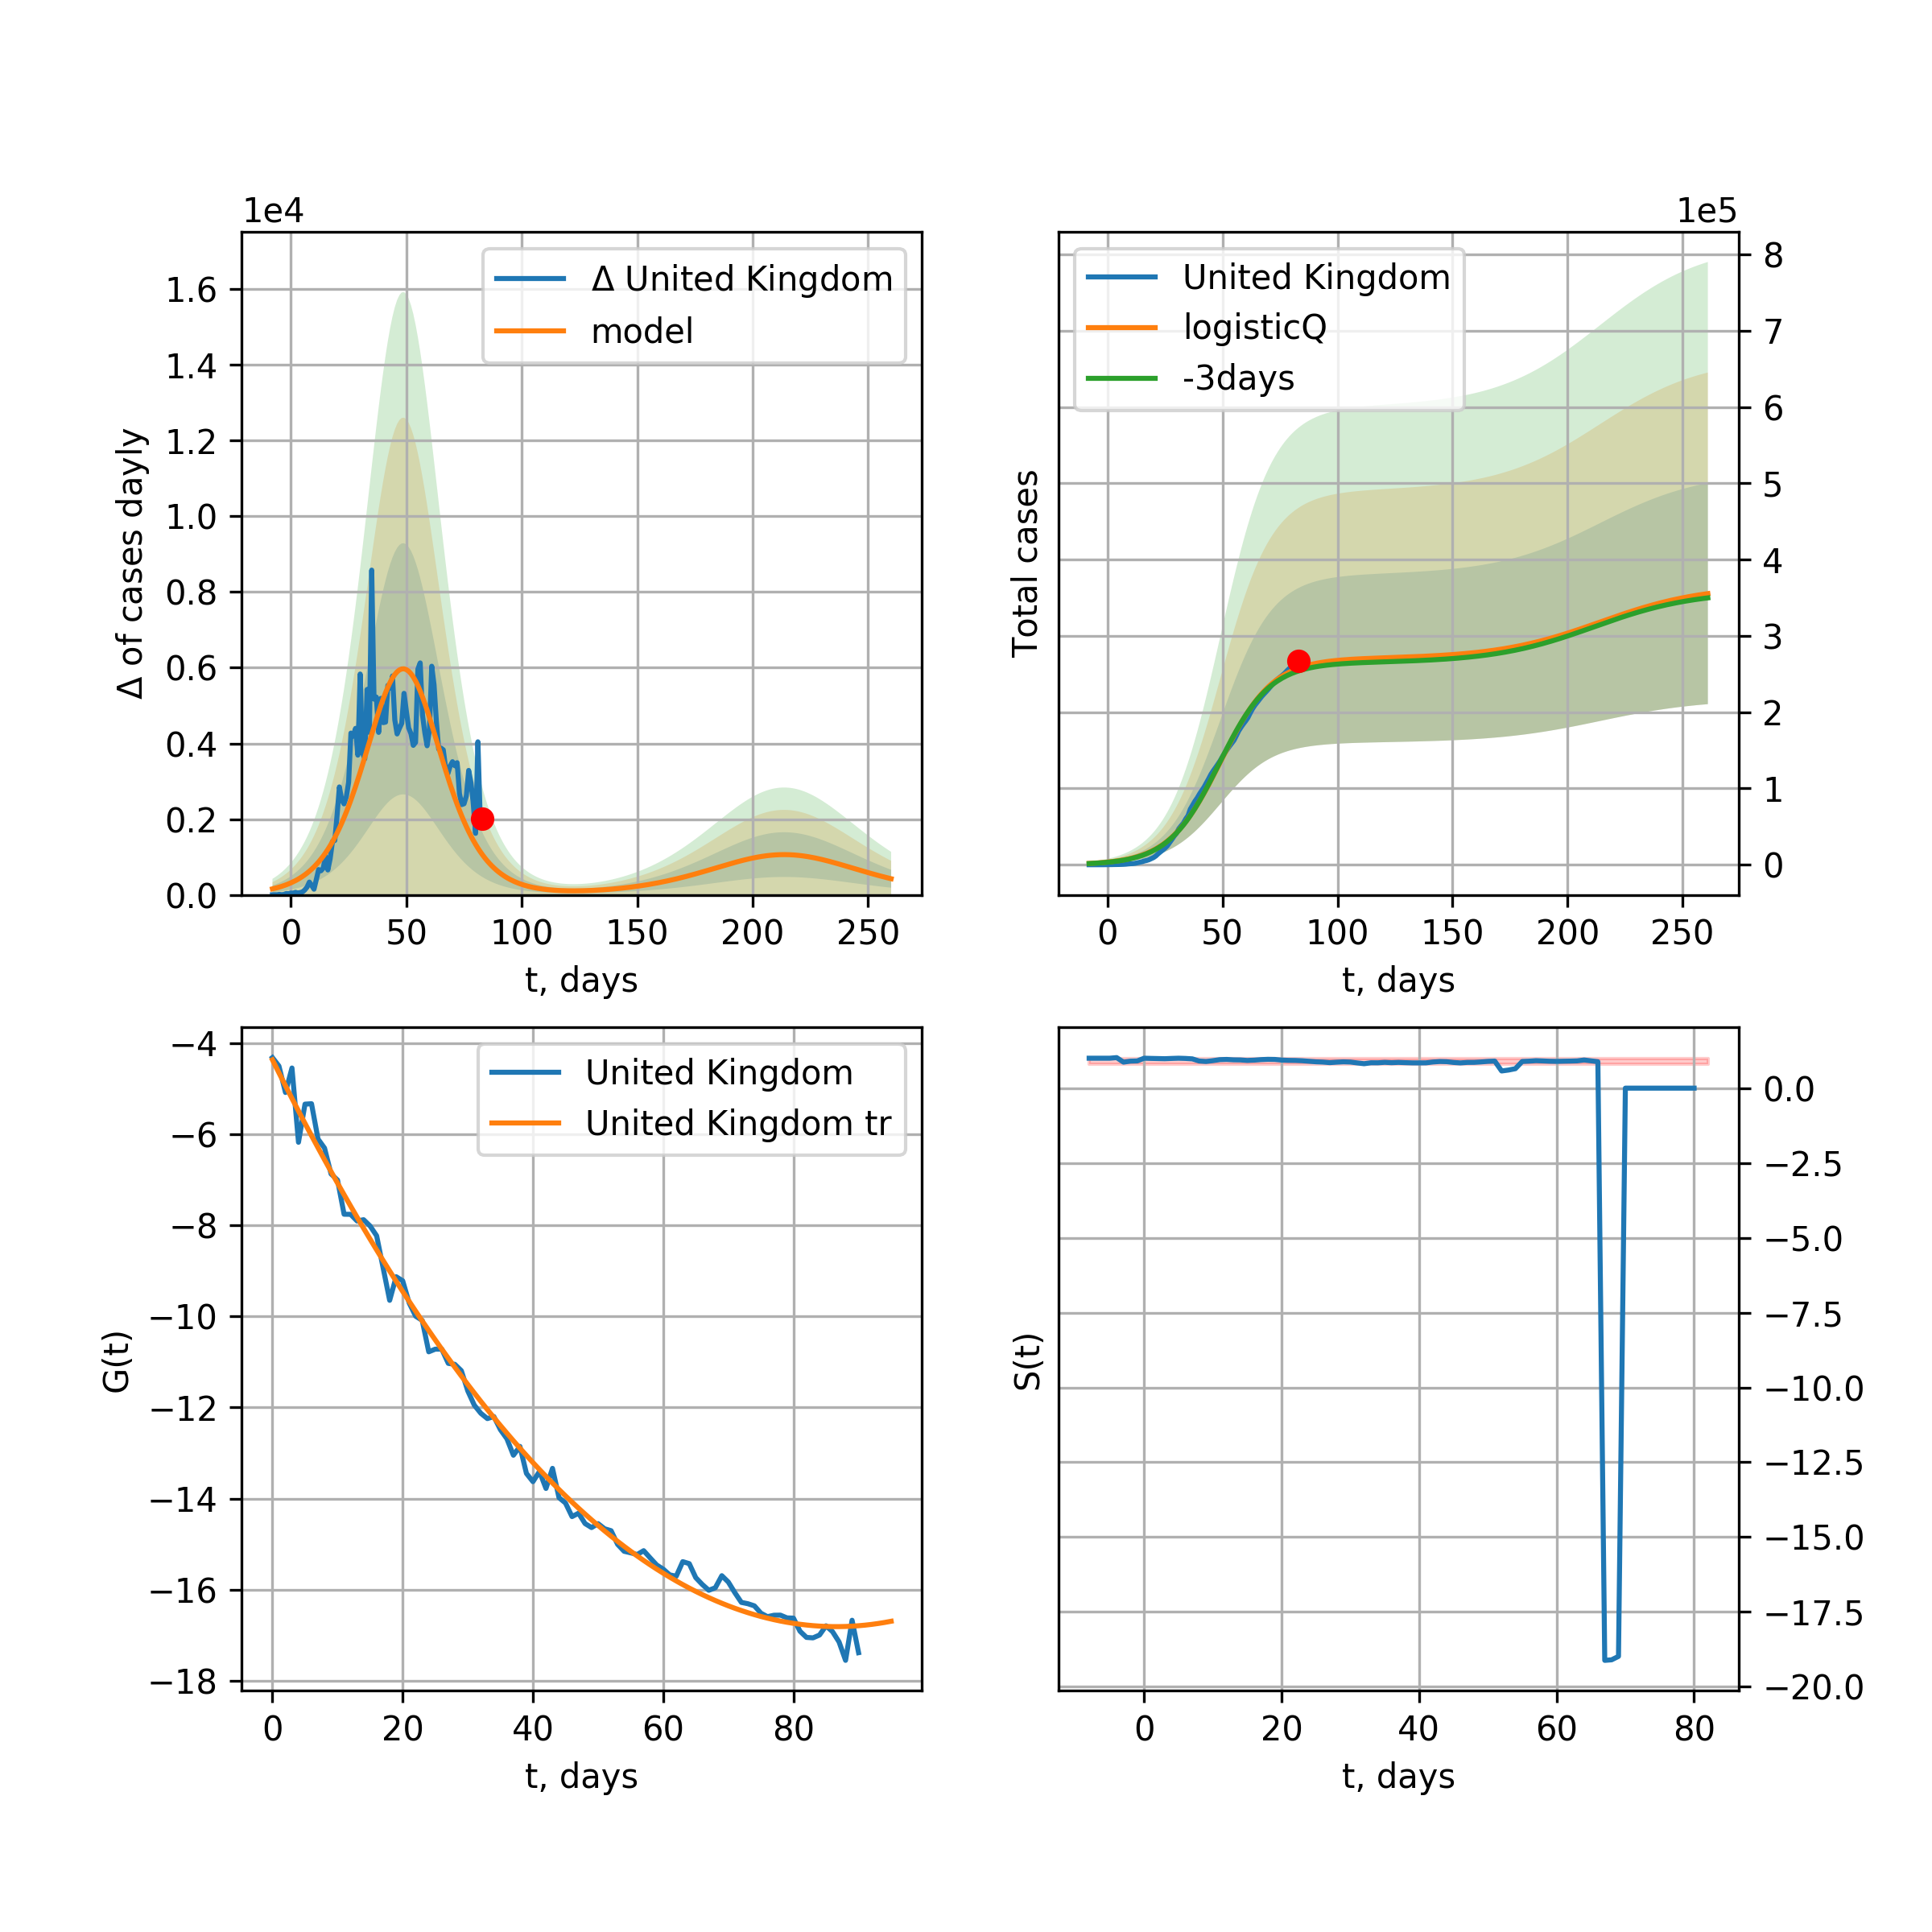 1e4
Δ United Kingdom
model
1.6
1.4
1.2
1.0
0.8
0.6
0.4
0.2
0.0
Δ of cases dayly
0 50 100 150 200 250
t, days
1e5
United Kingdom
logisticQ
-3days
8
7
6
5
4
3
2
1
0
Total cases
0 50 100 150 200 250
t, days
United Kingdom
United Kingdom tr
−4
−6
−8
−10
−12
−14
−16
−18
G(t)
0 20 40 60 80
t, days
0.0
−2.5
−5.0
−7.5
−10.0
−12.5
−15.0
−17.5
−20.0
S(t)
0 20 40 60 80
t, days